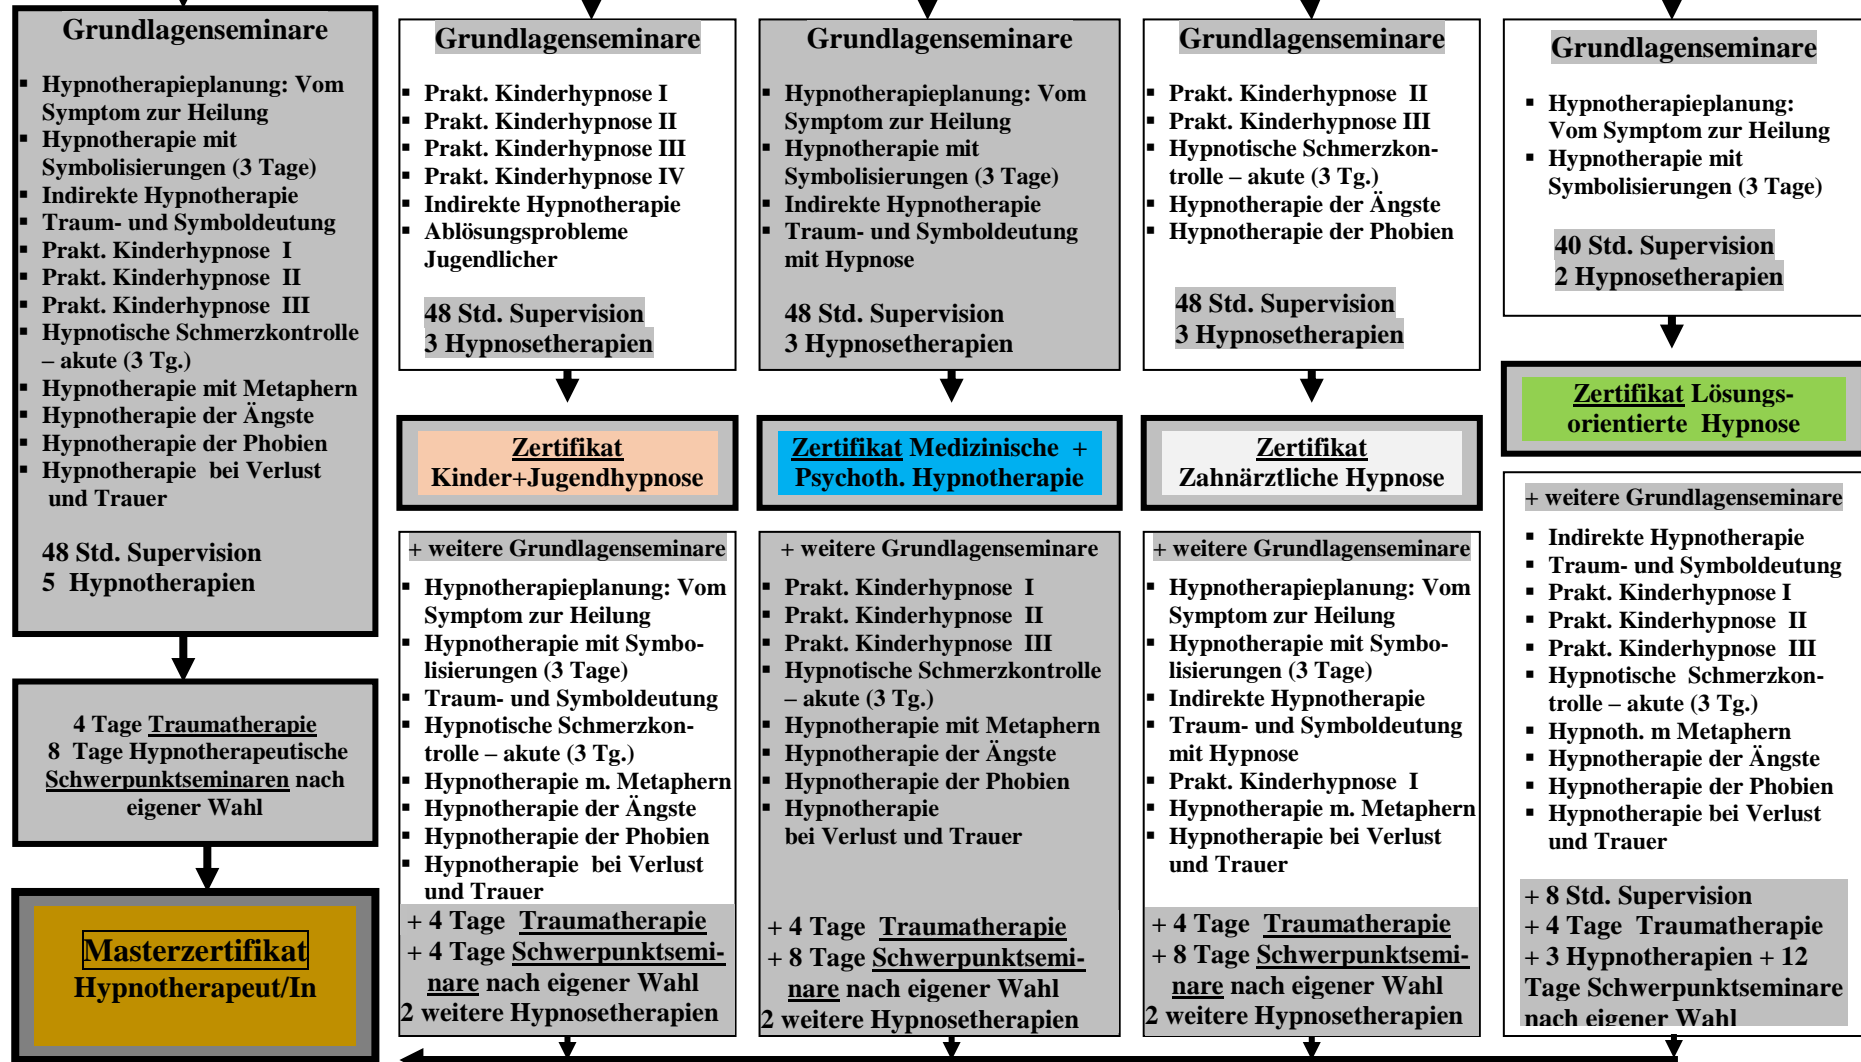 Grundlagenseminare
▪ Hypnotherapieplanung: Vom
Symptom zur Heilung
▪ Hypnotherapie mit
Symbolisierungen (3 Tage)
▪ Indirekte Hypnotherapie
▪ Traum- und Symboldeutung
▪ Prakt. Kinderhypnose I
▪ Prakt. Kinderhypnose II
▪ Prakt. Kinderhypnose III
▪ Hypnotische Schmerzkontrolle
– akute (3 Tg.)
▪ Hypnotherapie mit Metaphern
▪ Hypnotherapie der Ängste
▪ Hypnotherapie der Phobien
▪ Hypnotherapie bei Verlust
und Trauer
48 Std. Supervision
5 Hypnotherapien
4 Tage Traumatherapie
8 Tage Hypnotherapeutische
Schwerpunktseminaren nach
eigener Wahl
Masterzertifikat
Hypnotherapeut/In
Grundlagenseminare
▪ Prakt. Kinderhypnose I
▪ Prakt. Kinderhypnose II
▪ Prakt. Kinderhypnose III
▪ Prakt. Kinderhypnose IV
▪ Indirekte Hypnotherapie
▪ Ablösungsprobleme
Jugendlicher
48 Std. Supervision
3 Hypnosetherapien
Zertifikat
Kinder+Jugendhypnose
+ weitere Grundlagenseminare
▪ Hypnotherapieplanung: Vom
Symptom zur Heilung
▪ Hypnotherapie mit Symbo-
lisierungen (3 Tage)
▪ Traum- und Symboldeutung
▪ Hypnotische Schmerzkon-
trolle – akute (3 Tg.)
▪ Hypnotherapie m. Metaphern
▪ Hypnotherapie der Ängste
▪ Hypnotherapie der Phobien
▪ Hypnotherapie bei Verlust
und Trauer
+ 4 Tage Traumatherapie
+ 4 Tage Schwerpunktsemi-
nare nach eigener Wahl
2 weitere Hypnosetherapien
Grundlagenseminare
▪ Hypnotherapieplanung: Vom
Symptom zur Heilung
▪ Hypnotherapie mit
Symbolisierungen (3 Tage)
▪ Indirekte Hypnotherapie
▪ Traum- und Symboldeutung
mit Hypnose
48 Std. Supervision
3 Hypnosetherapien
Zertifikat Medizinische +
Psychoth. Hypnotherapie
+ weitere Grundlagenseminare
▪ Prakt. Kinderhypnose I
▪ Prakt. Kinderhypnose II
▪ Prakt. Kinderhypnose III
▪ Hypnotische Schmerzkontrolle
– akute (3 Tg.)
▪ Hypnotherapie mit Metaphern
▪ Hypnotherapie der Ängste
▪ Hypnotherapie der Phobien
▪ Hypnotherapie
bei Verlust und Trauer
+ 4 Tage Traumatherapie
+ 8 Tage Schwerpunktsemi-
nare nach eigener Wahl
2 weitere Hypnosetherapien
Grundlagenseminare
▪ Prakt. Kinderhypnose II
▪ Prakt. Kinderhypnose III
▪ Hypnotische Schmerzkon-
trolle – akute (3 Tg.)
▪ Hypnotherapie der Ängste
▪ Hypnotherapie der Phobien
48 Std. Supervision
3 Hypnosetherapien
Zertifikat
Zahnärztliche Hypnose
+ weitere Grundlagenseminare
▪ Hypnotherapieplanung: Vom
Symptom zur Heilung
▪ Hypnotherapie mit Symbo-
lisierungen (3 Tage)
▪ Indirekte Hypnotherapie
▪ Traum- und Symboldeutung
mit Hypnose
▪ Prakt. Kinderhypnose I
▪ Hypnotherapie m. Metaphern
▪ Hypnotherapie bei Verlust
und Trauer
+ 4 Tage Traumatherapie
+ 8 Tage Schwerpunktsemi-
nare nach eigener Wahl
2 weitere Hypnosetherapien
Grundlagenseminare
▪ Hypnotherapieplanung:
Vom Symptom zur Heilung
▪ Hypnotherapie mit
Symbolisierungen (3 Tage)
40 Std. Supervision
2 Hypnosetherapien
Zertifikat Lösungs-
orientierte Hypnose
+ weitere Grundlagenseminare
▪ Indirekte Hypnotherapie
▪ Traum- und Symboldeutung
▪ Prakt. Kinderhypnose I
▪ Prakt. Kinderhypnose II
▪ Prakt. Kinderhypnose III
▪ Hypnotische Schmerzkon-
trolle – akute (3 Tg.)
▪ Hypnoth. m Metaphern
▪ Hypnotherapie der Ängste
▪ Hypnotherapie der Phobien
▪ Hypnotherapie bei Verlust
und Trauer
+ 8 Std. Supervision
+ 4 Tage Traumatherapie
+ 3 Hypnotherapien + 12
Tage Schwerpunktseminare
nach eigener Wahl